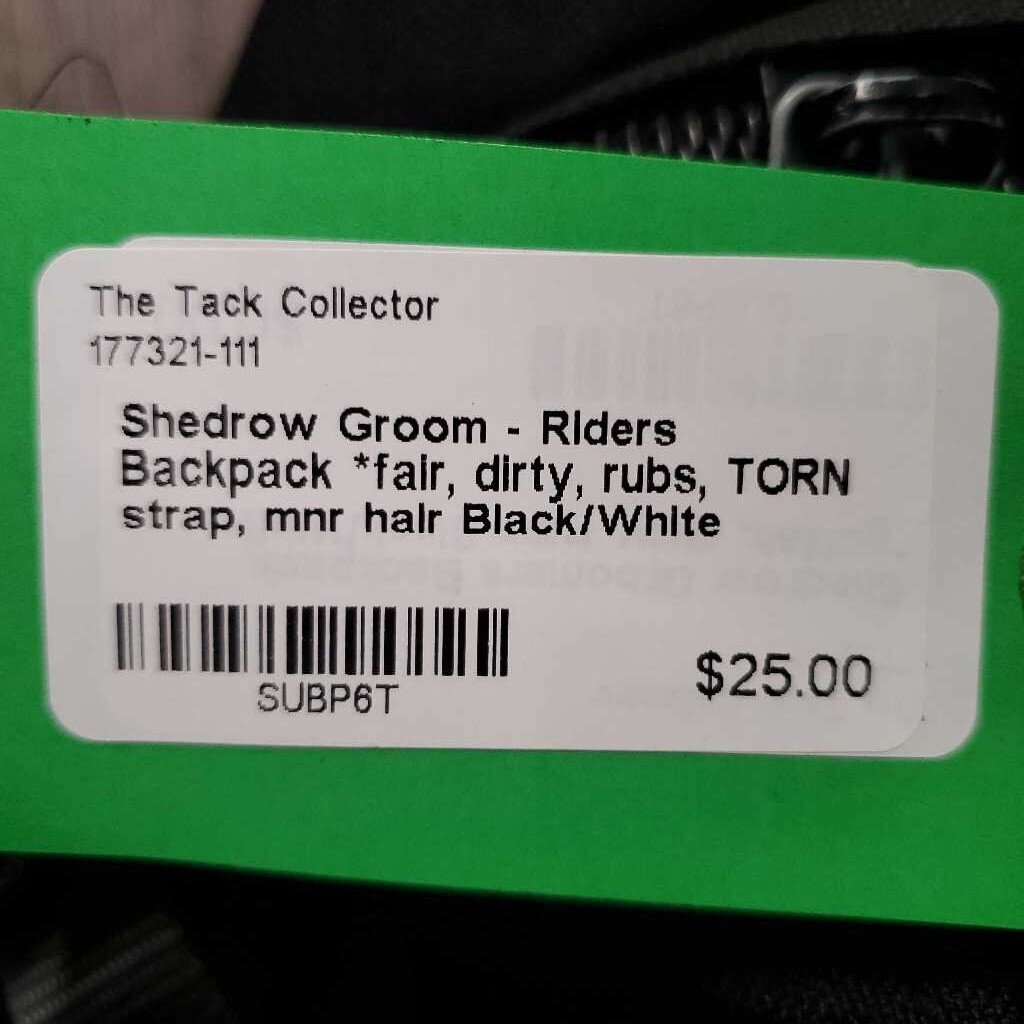 The Tack Collector
177321-111
Shedrow Groom - Riders
Backpack *fair, dirty, rubs, TORN
strap, mnr hair Black/White
SUBP6T
$25.00